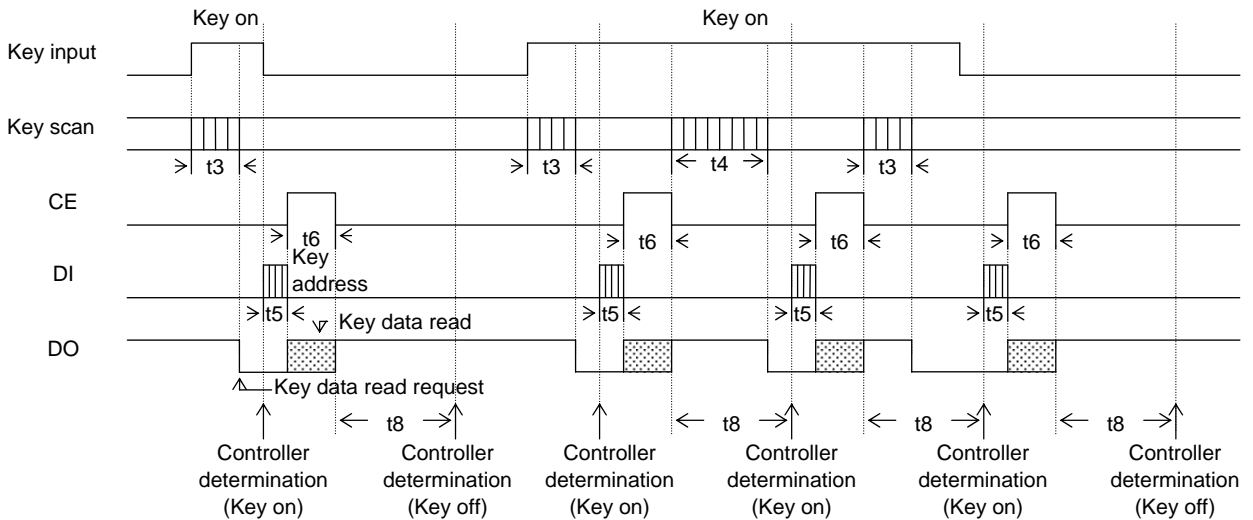 Key on
Key on
Key input
Key scan
t3
t3
t4
t3
CE
t6
t6
t6
t6
DI
Key
address
t5
t5
t5
t5
Key data read
DO
Key data read request
t8
t8
t8
t8
Controller
determination
(Key on)
Controller
determination
(Key off)
Controller
determination
(Key on)
Controller
determination
(Key on)
Controller
determination
(Key on)
Controller
determination
(Key off)